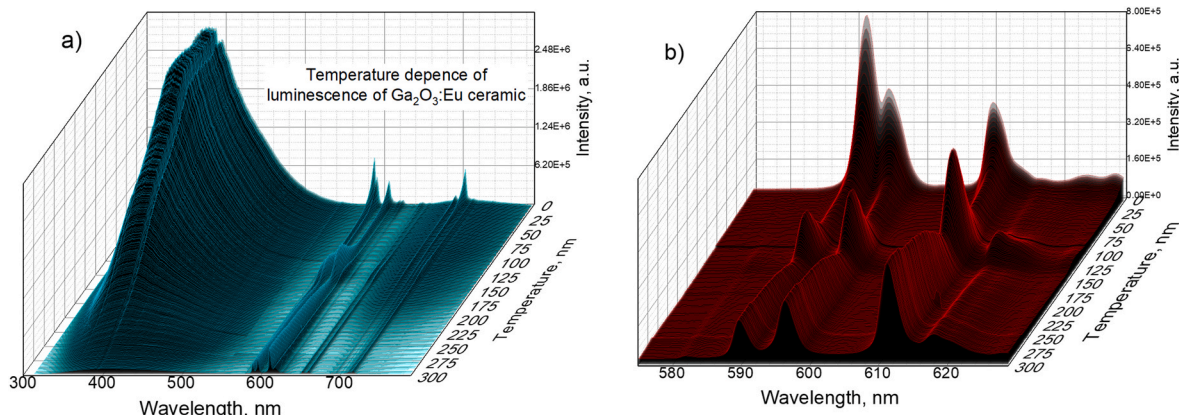 a)
Temperature depence of
luminescence of Ga₂O₃:Eu ceramic
2.48E+6
1.86E+6
1.24E+6
6.20E+5
Intensity, a.u.
0
25
50
75
100
125
150
175
200
225
250
275
300
Temperature, nm
300 400 500 600 700
Wavelength, nm
b)
8.00E+5
6.40E+5
4.80E+5
3.20E+5
1.60E+5
0.00E+0
Intensity, a.u.
0
25
50
75
100
125
150
175
200
225
250
275
300
Temperature, nm
580 590 600 610 620
Wavelength, nm